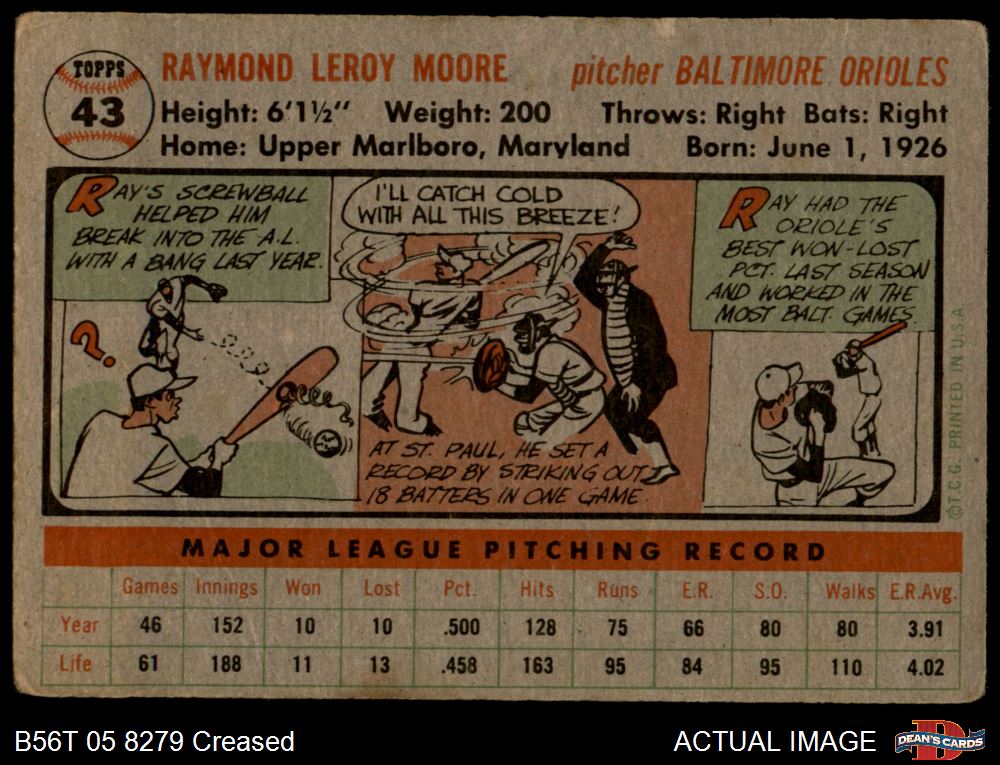 TOPPS
43
RAYMOND LEROY MOORE pitcher BALTIMORE ORIOLES
Height: 6'1½" Weight: 200 Throws: Right Bats: Right
Home: Upper Marlboro, Maryland Born: June 1, 1926
RAY'S SCREWBALL
HELPED HIM
BREAK INTO THE A.L.
WITH A BANG LAST YEAR.
?
I'LL CATCH COLD
WITH ALL THIS BREEZE!
AT ST. PAUL, HE SET A
RECORD BY STRIKING OUT
18 BATTERS IN ONE GAME.
RAY HAD THE
ORIOLE'S
BEST WON-LOST
PCT. LAST SEASON
AND WORKED IN THE
MOST BALT. GAMES.
©T.C.G. PRINTED IN U.S.A
MAJOR LEAGUE PITCHING RECORD
Games Innings Won Lost Pct. Hits Runs E.R. S.O. Walks E.R.Avg.
Year 46 152 10 10 .500 128 75 66 80 80 3.91
Life 61 188 11 13 .458 163 95 84 95 110 4.02
B56T 05 8279 Creased ACTUAL IMAGE
DEAN'S CARDS